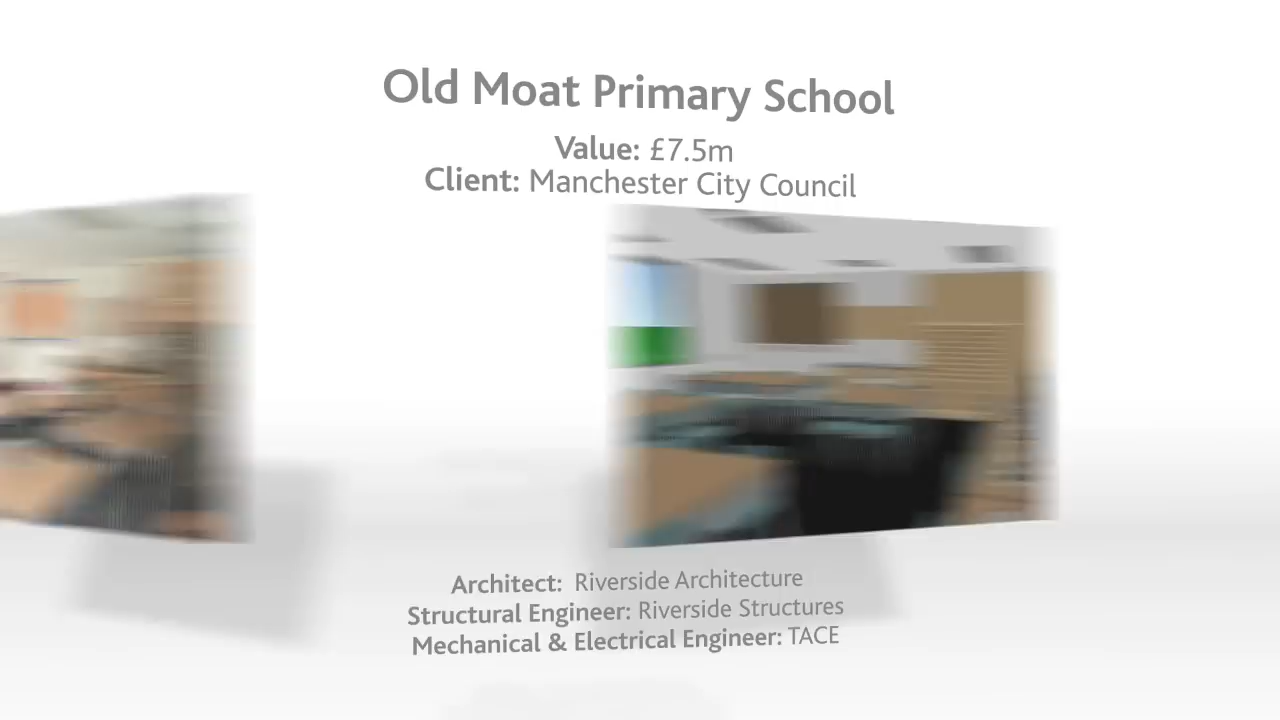 Old Moat Primary School
Value: £7.5m
Client: Manchester City Council
Architect: Riverside Architecture
Structural Engineer: Riverside Structures
Mechanical & Electrical Engineer: TACE